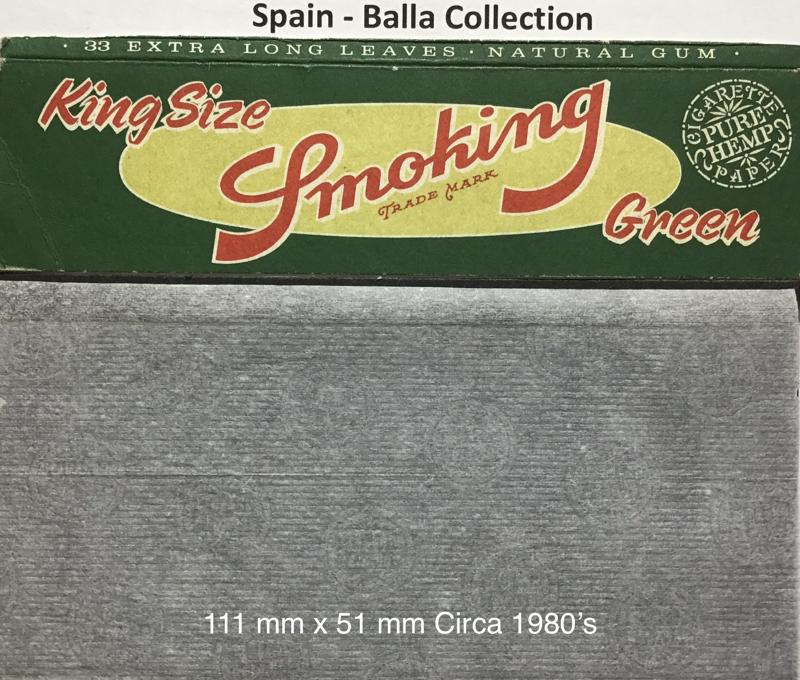 Spain - Balla Collection
· 33 EXTRA LONG LEAVES · NATURAL GUM ·
King Size
Smoking
TRADE MARK
Green
CIGARETTE
PURE
HEMP
PAPER
111 mm x 51 mm Circa 1980's